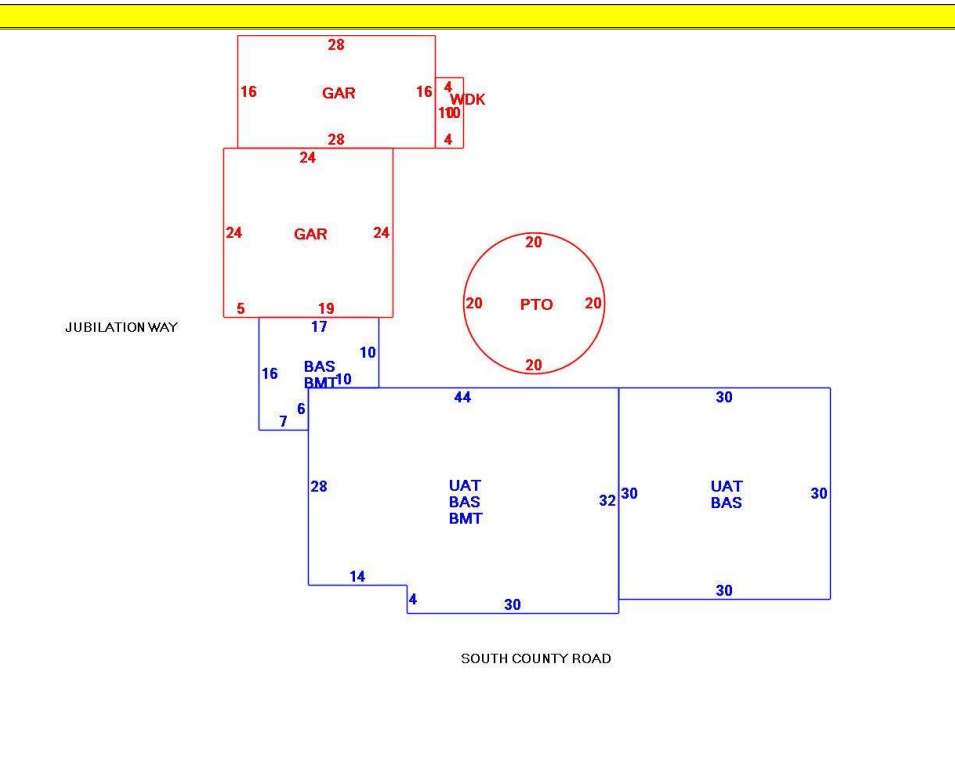 28
16 GAR 16 4
WDK
10 10
28 4
24
24 GAR 24
20
20 PTO 20
5 19
JUBILATION WAY 17
10
16 BAS
BMT 10
20
44 30
6
7
28 UAT
BAS
BMT
32 30 UAT
BAS
30
14
4 30
30
SOUTH COUNTY ROAD